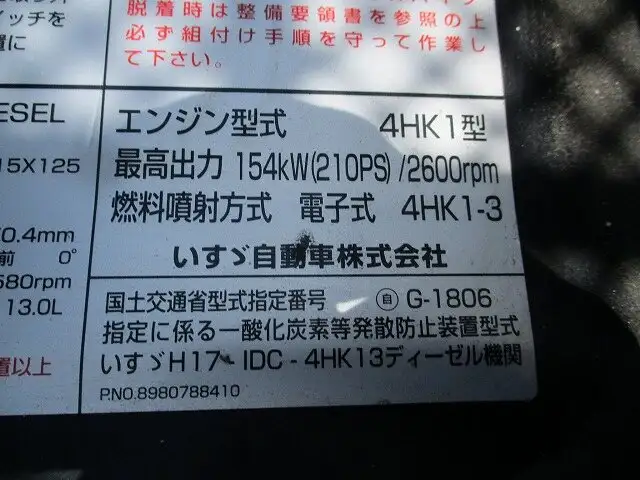 脱着時は整備要領書を参照の上
必ず組付け手順を守って作業し
て下さい。
イッチを
置に
ESEL
15X125
0.4mm
前 0°
580rpm
13.0L
置以上
エンジン型式 4HK1型
最高出力 154kW(210PS)/2600rpm
燃料噴射方式 電子式 4HK1-3
いすゞ自動車株式会社
国土交通省型式指定番号 ㊂ G-1806
指定に係る一酸化炭素等発散防止装置型式
いすゞH17-IDC-4HK13ディーゼル機関
P.NO.8980788410